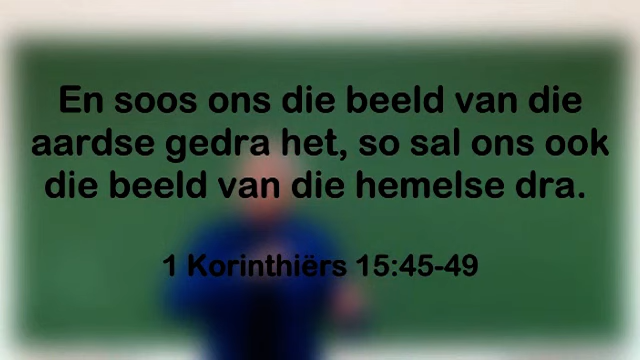 En soos ons die beeld van die
aardse gedra het, so sal ons ook
die beeld van die hemelse dra.
1 Korinthiërs 15:45-49